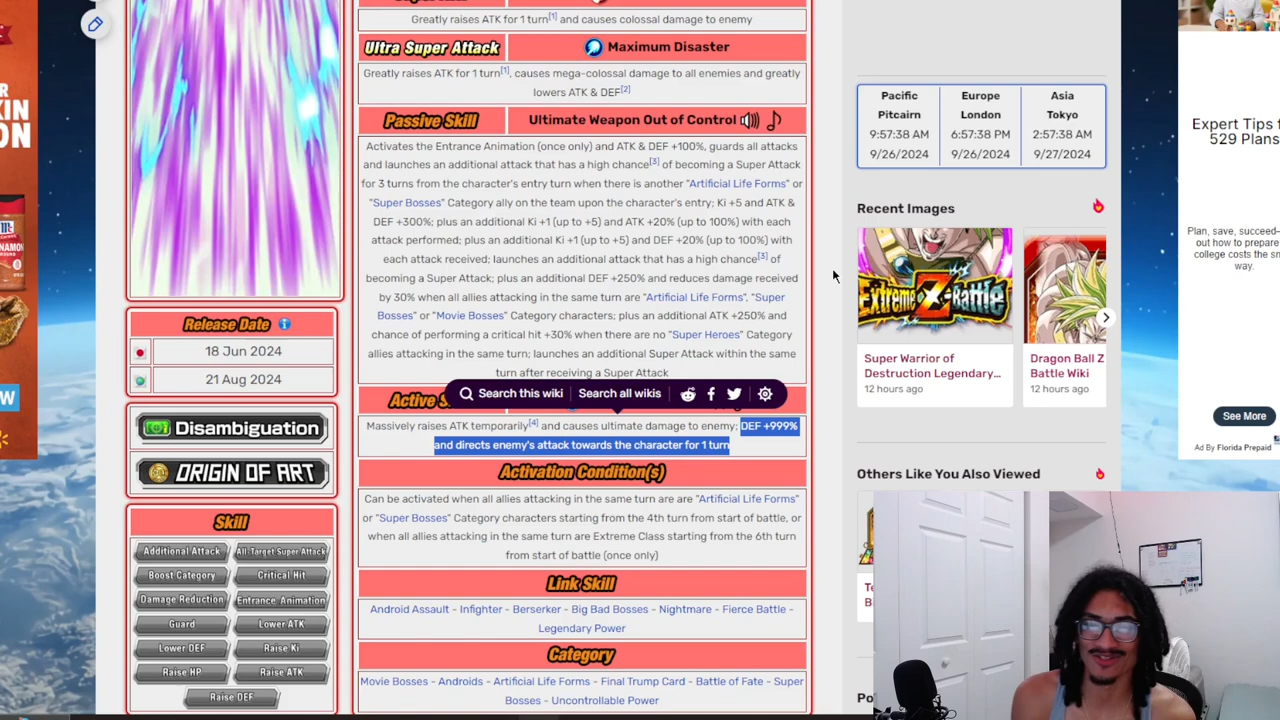 Greatly raises ATK for 1 turn[1] and causes colossal damage to enemy
Ultra Super Attack
Maximum Disaster
Greatly raises ATK for 1 turn[1], causes mega-colossal damage to all enemies and greatly
lowers ATK & DEF[2]
Passive Skill
Ultimate Weapon Out of Control
Activates the Entrance Animation (once only) and ATK & DEF +100%, guards all attacks
and launches an additional attack that has a high chance[3] of becoming a Super Attack
for 3 turns from the character's entry turn when there is another "Artificial Life Forms" or
"Super Bosses" Category ally on the team upon the character's entry; Ki +5 and ATK &
DEF +300%; plus an additional Ki +1 (up to +5) and ATK +20% (up to 100%) with each
attack performed; plus an additional Ki +1 (up to +5) and DEF +20% (up to 100%) with
each attack received; launches an additional attack that has a high chance[3] of
becoming a Super Attack; plus an additional DEF +250% and reduces damage received
by 30% when all allies attacking in the same turn are "Artificial Life Forms", "Super
Bosses" or "Movie Bosses" Category characters; plus an additional ATK +250% and
chance of performing a critical hit +30% when there are no "Super Heroes" Category
allies attacking in the same turn; launches an additional Super Attack within the same
turn after receiving a Super Attack
Search this wiki
Search all wikis
Active S
Massively raises ATK temporarily[4] and causes ultimate damage to enemy; DEF +999%
and directs enemy's attack towards the character for 1 turn
Activation Condition(s)
Can be activated when all allies attacking in the same turn are are "Artificial Life Forms"
or "Super Bosses" Category characters starting from the 4th turn from start of battle, or
when all allies attacking in the same turn are Extreme Class starting from the 6th turn
from start of battle (once only)
Link Skill
Android Assault - Infighter - Berserker - Big Bad Bosses - Nightmare - Fierce Battle -
Legendary Power
Category
Movie Bosses - Androids - Artificial Life Forms - Final Trump Card - Battle of Fate - Super
Bosses - Uncontrollable Power
Release Date
18 Jun 2024
21 Aug 2024
Disambiguation
ORIGIN OF ART
Skill
Additional Attack
All-Target Super Attack
Boost Category
Critical Hit
Damage Reduction
Entrance Animation
Guard
Lower ATK
Lower DEF
Raise Ki
Raise HP
Raise ATK
Raise DEF
Pacific Europe Asia
Pitcairn London Tokyo
9:57:38 AM 6:57:38 PM 2:57:38 AM
9/26/2024 9/26/2024 9/27/2024
Recent Images
Extreme Z-Battle
Super Warrior of
Destruction Legendary...
12 hours ago
Dragon Ball Z
Battle Wiki
12 hours ago
Others Like You Also Viewed
Expert Tips f
529 Plans
Plan, save, succeed–
out how to prepare
college costs the sm
way.
See More
Ad By Florida Prepaid